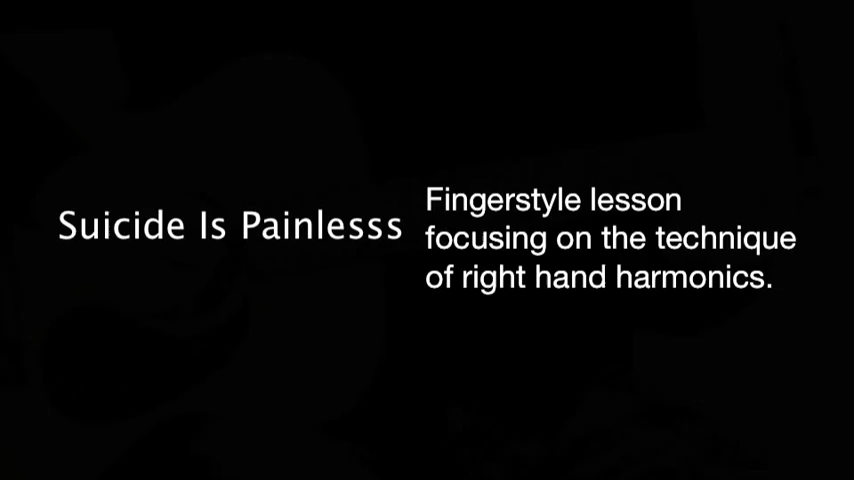 Suicide Is Painlesss
Fingerstyle lesson
focusing on the technique
of right hand harmonics.